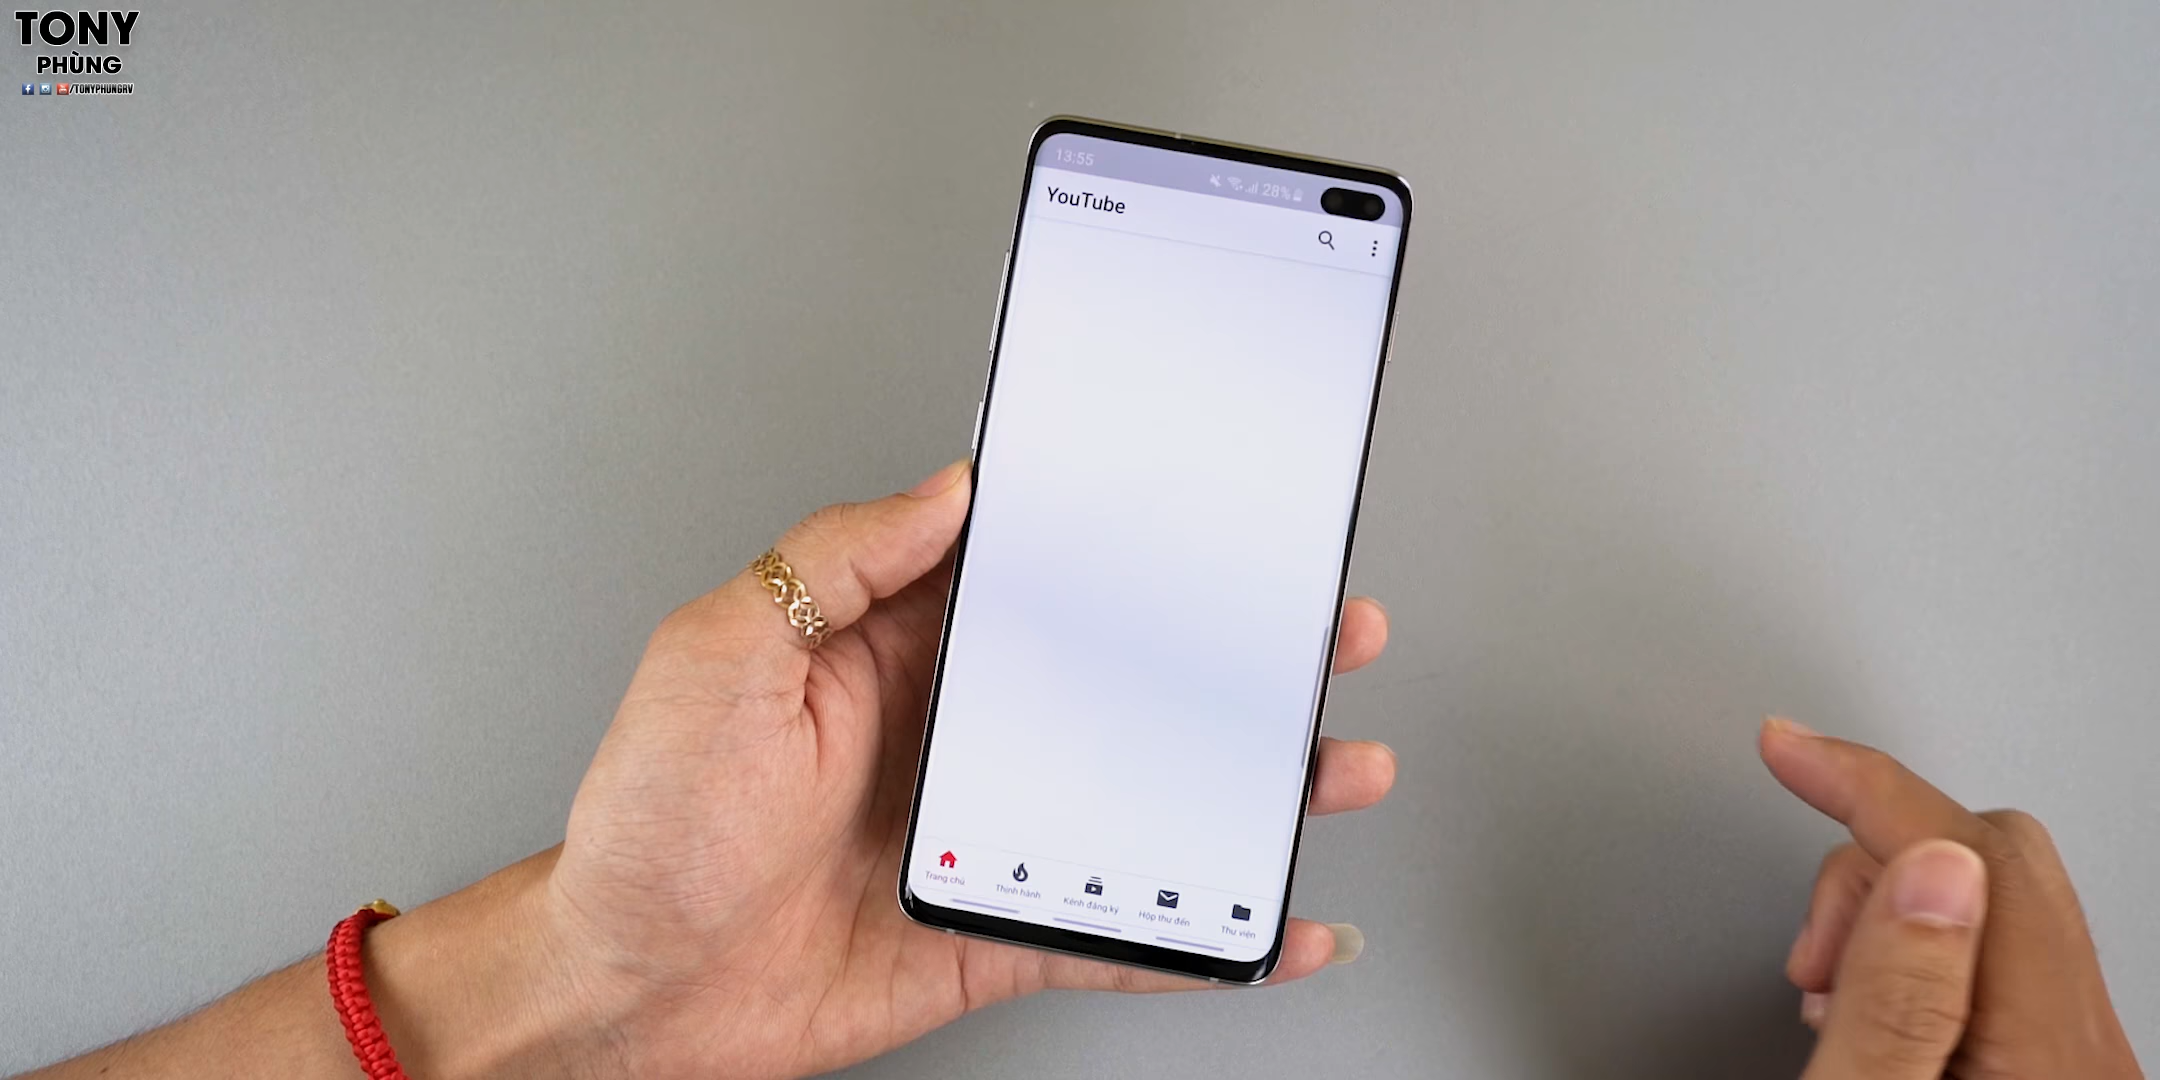 TONY
PHÙNG
/TONYPHUNGRV
13:55
28%
YouTube
Trang chủ
Thịnh hành
Kênh đăng ký
Hộp thư đến
Thư viện